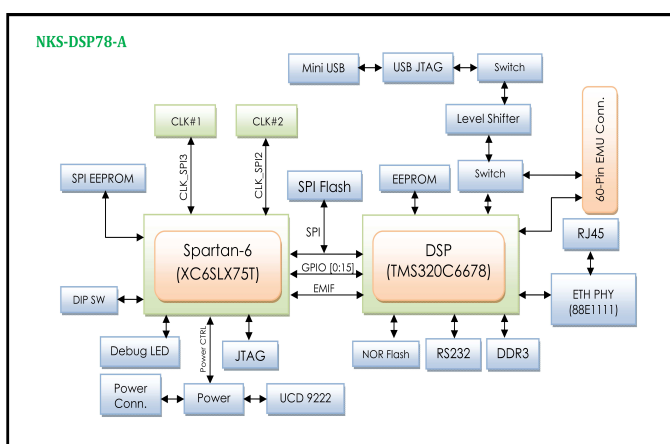 NKS-DSP78-A
Mini USB
USB JTAG
Switch
CLK#1
CLK#2
Level Shifter
60-Pin EMU Conn.
SPI EEPROM
CLK_SPI3
CLK_SPI2
SPI Flash
EEPROM
Switch
SPI
RJ45
Spartan-6
(XC6SLX75T)
GPIO [0:15]
DSP
(TMS320C6678)
EMIF
ETH PHY
(88E1111)
DIP SW
Debug LED
Power CTRL
JTAG
NOR Flash
RS232
DDR3
Power
Conn.
Power
UCD 9222